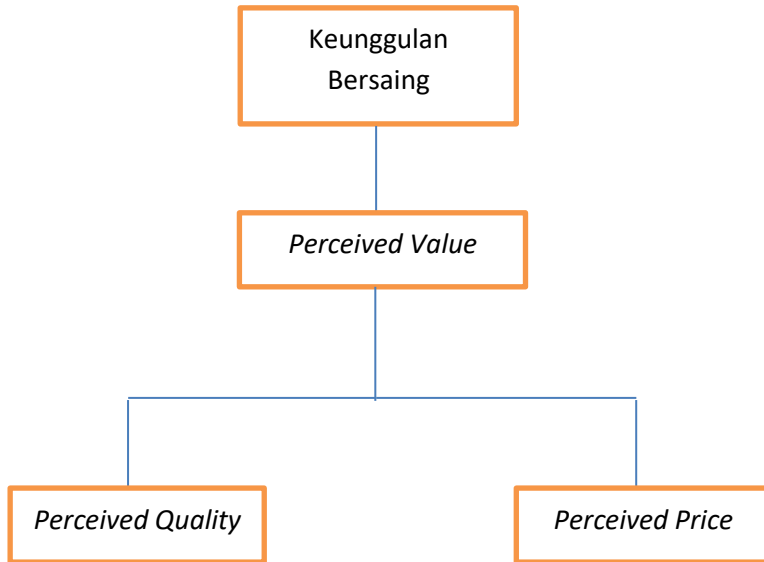 Keunggulan
Bersaing
Perceived Value
Perceived Quality
Perceived Price